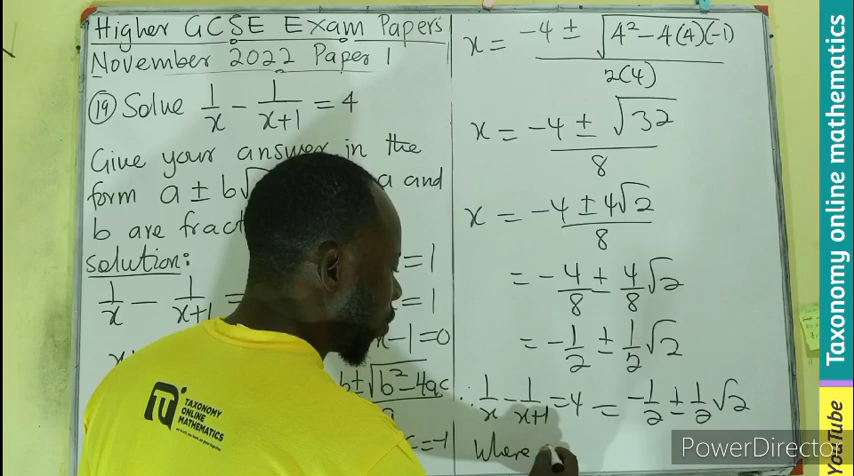 Higher GCSE Exam Papers
November 2022 Paper 1
(19) Solve 1/x - 1/(x+1) = 4
Give your answer in the
form a ± b√ a and
b are
solution:
= 1
1/x - 1/(x+1) =
= 1
x-1=0
b±√(b²-4ac)
c=-1
x = (-4 ± √(4²-4(4)(-1)))/2(4)
x = (-4 ± √32)/8
x = (-4 ± 4√2)/8
= -4/8 ± 4/8√2
= -1/2 ± 1/2√2
∴ 1/x - 1/(x+1) = 4 = -1/2 ± 1/2√2
Where
TAXONOMY
ONLINE
MATHEMATICS
Taxonomy online mathematics
YouTube
PowerDirector